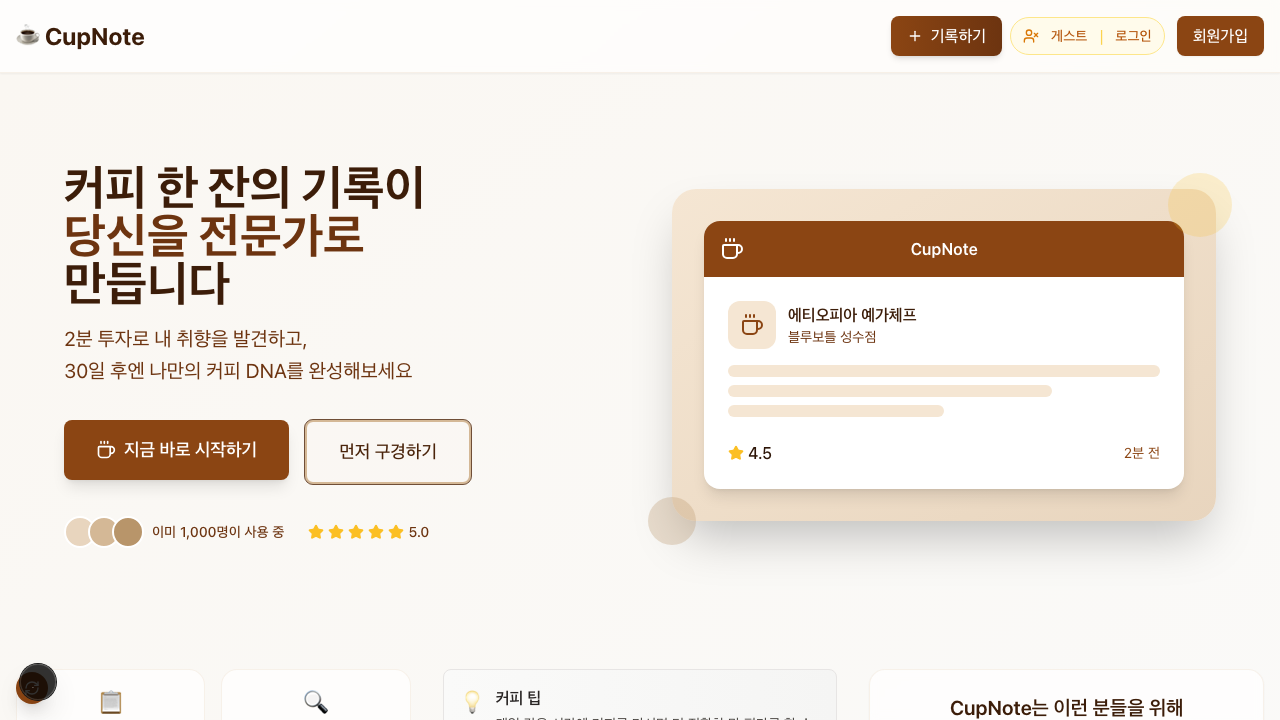 CupNote
기록하기
게스트 | 로그인
회원가입
커피 한 잔의 기록이
당신을 전문가로
만듭니다
2분 투자로 내 취향을 발견하고,
30일 후엔 나만의 커피 DNA를 완성해보세요
지금 바로 시작하기
먼저 구경하기
이미 1,000명이 사용 중
5.0
CupNote
에티오피아 예가체프
블루보틀 성수점
4.5
2분 전
커피 팁
CupNote는 이런 분들을 위해